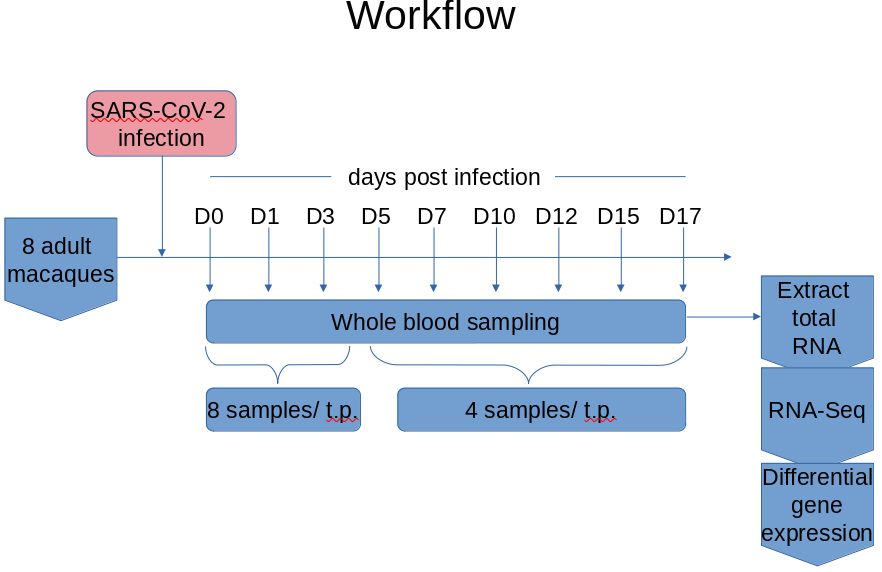 Workflow
SARS-CoV-2
infection
days post infection
D0 D1 D3 D5 D7 D10 D12 D15 D17
8 adult
macaques
Whole blood sampling
8 samples/ t.p.
4 samples/ t.p.
Extract
total
RNA
RNA-Seq
Differential
gene
expression